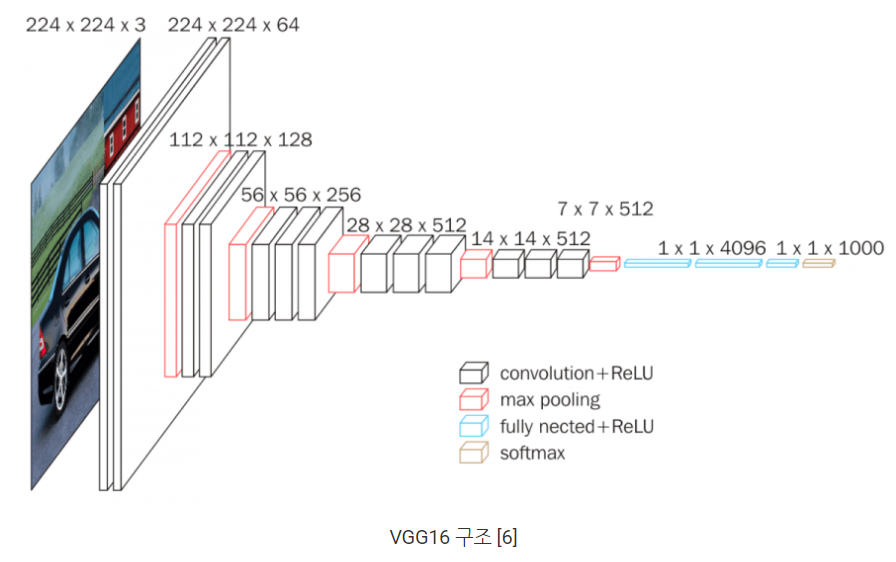 224 x 224 x 3
224 x 224 x 64
112 x 112 x 128
56 x 56 x 256
28 x 28 x 512
14 x 14 x 512
7 x 7 x 512
1 x 1 x 4096
1 x 1 x 1000
convolution+ReLU
max pooling
fully nected+ReLU
softmax
VGG16 구조 [6]